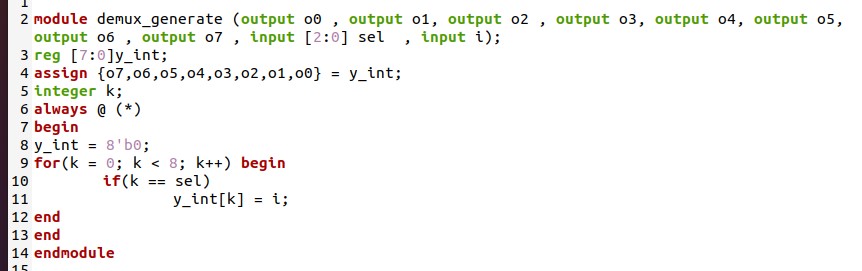 1
2 module demux_generate (output o0 , output o1, output o2 , output o3, output o4, output o5,
output o6 , output o7 , input [2:0] sel  , input i);
3 reg [7:0]y_int;
4 assign {o7,o6,o5,o4,o3,o2,o1,o0} = y_int;
5 integer k;
6 always @ (*)
7 begin
8 y_int = 8'b0;
9 for(k = 0; k < 8; k++) begin
10         if(k == sel)
11                 y_int[k] = i;
12 end
13 end
14 endmodule
15